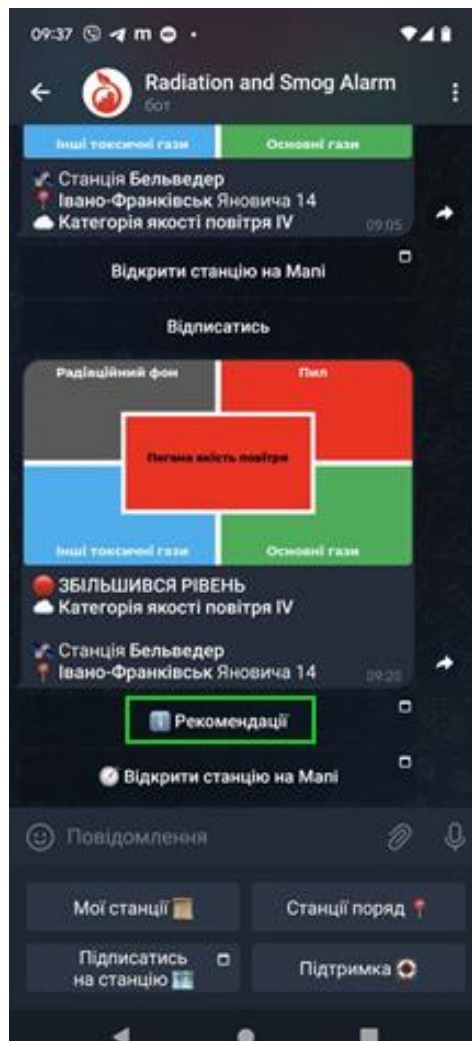 09:37
Radiation and Smog Alarm
бот
Інші токсичні гази
Основні гази
Станція Бельведер
Івано-Франківськ Яновича 14
Категорія якості повітря IV
09:05
Відкрити станцію на Мапі
Відписатись
Радіаційний фон
Пил
Погана якість повітря
Інші токсичні гази
Основні гази
ЗБІЛЬШИВСЯ РІВЕНЬ
Категорія якості повітря IV
Станція Бельведер
Івано-Франківськ Яновича 14
09:20
Рекомендації
Відкрити станцію на Мапі
Повідомлення
Мої станції
Станції поряд
Підписатись
на станцію
Підтримка